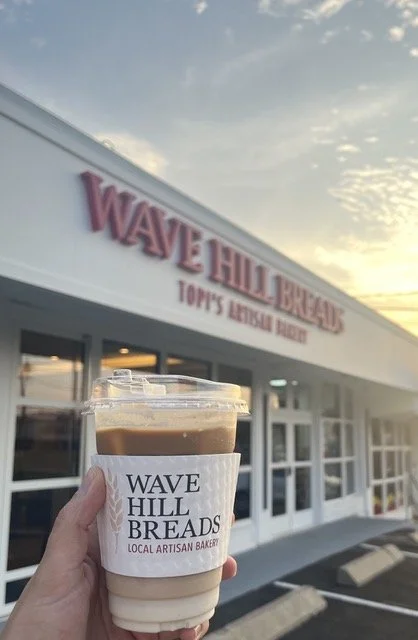 WAVE HILL BREADS
TOPI'S ARTISAN BAKERY
WAVE
HILL
BREADS
LOCAL ARTISAN BAKERY